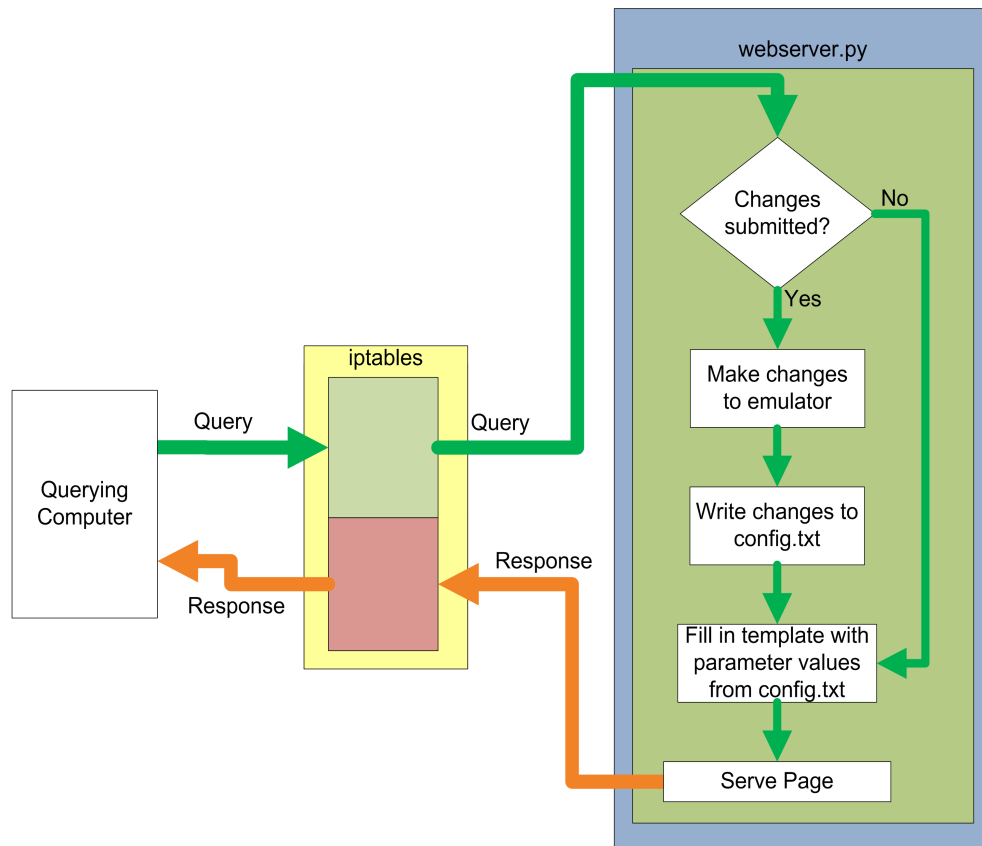 webserver.py
Changes
submitted?
No
Yes
iptables
Make changes
to emulator
Query
Query
Querying
Computer
Write changes to
config.txt
Response
Response
Fill in template with
parameter values
from config.txt
Serve Page